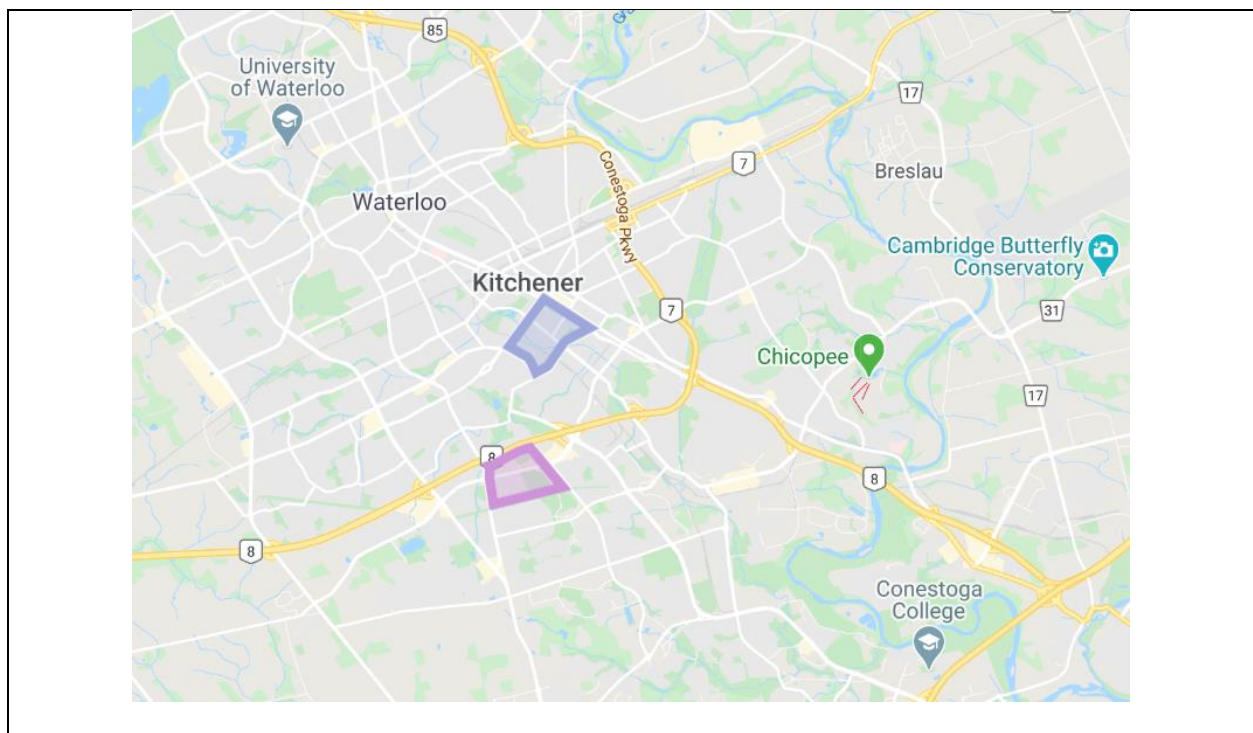 85
University
of Waterloo
17
Conestoga Pkwy
7
Breslau
Waterloo
Cambridge Butterfly
Conservatory
Kitchener
7
31
Chicopee
17
8
8
8
Conestoga
College